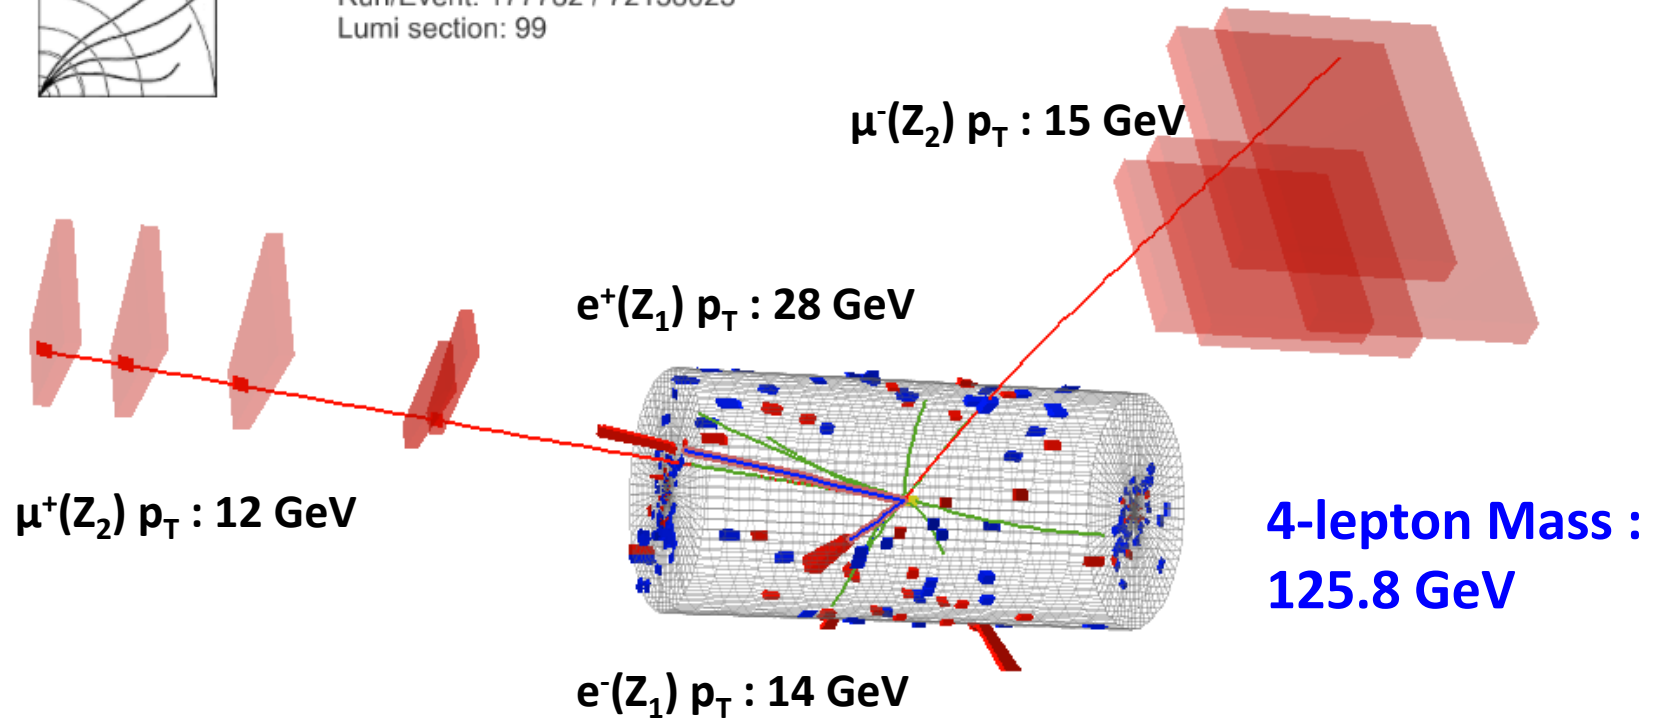 Lumi section: 99
μ⁻(Z₂) p_T : 15 GeV
e⁺(Z₁) p_T : 28 GeV
μ⁺(Z₂) p_T : 12 GeV
4-lepton Mass :
125.8 GeV
e⁻(Z₁) p_T : 14 GeV